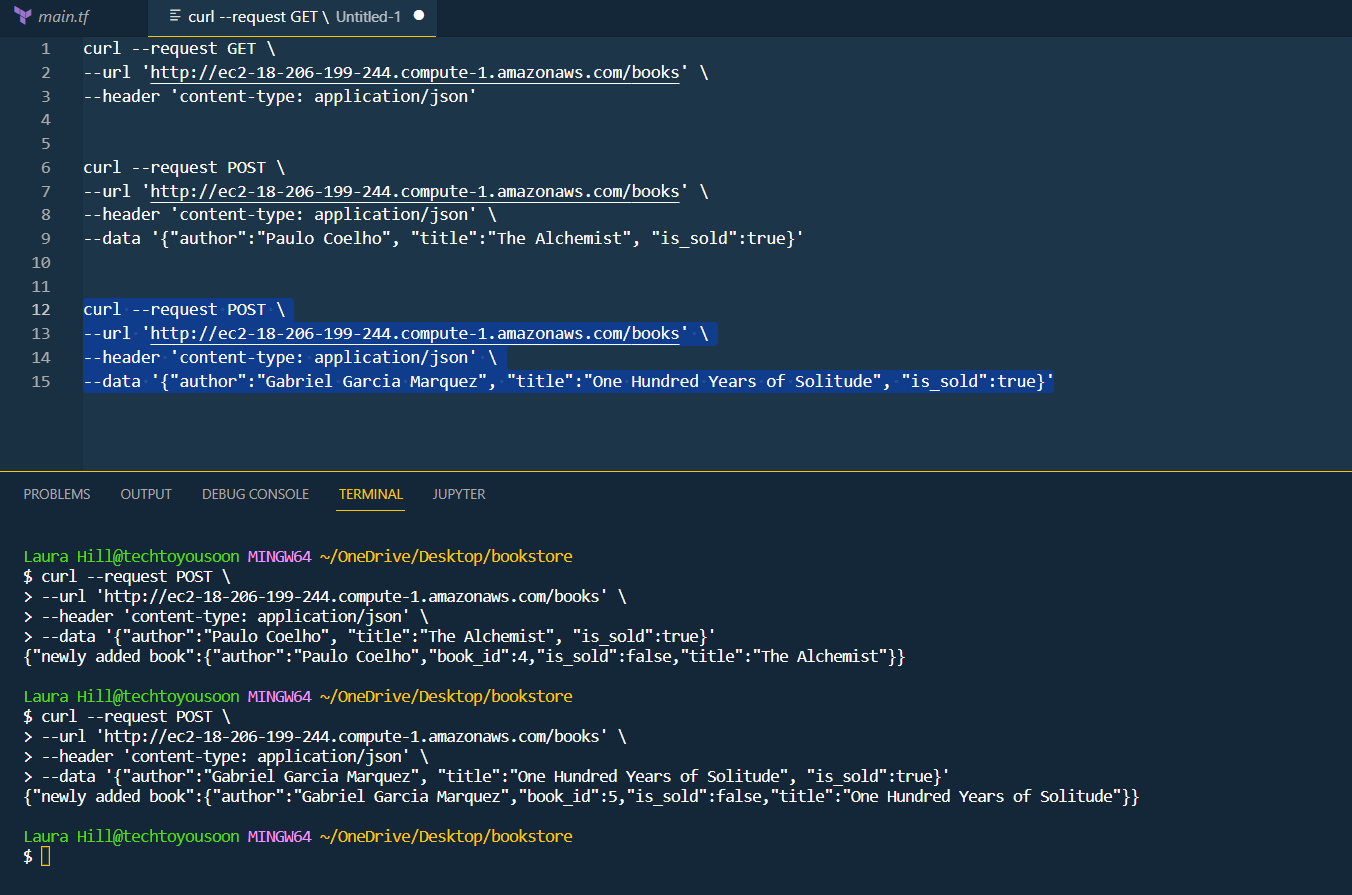 main.tf curl --request GET \ Untitled-1
1 curl --request GET \
2 --url 'http://ec2-18-206-199-244.compute-1.amazonaws.com/books' \
3 --header 'content-type: application/json'
4
5
6 curl --request POST \
7 --url 'http://ec2-18-206-199-244.compute-1.amazonaws.com/books' \
8 --header 'content-type: application/json' \
9 --data '{"author":"Paulo Coelho", "title":"The Alchemist", "is_sold":true}'
10
11
12 curl --request POST \
13 --url 'http://ec2-18-206-199-244.compute-1.amazonaws.com/books' \
14 --header 'content-type: application/json' \
15 --data '{"author":"Gabriel Garcia Marquez", "title":"One Hundred Years of Solitude", "is_sold":true}'
PROBLEMS OUTPUT DEBUG CONSOLE TERMINAL JUPYTER
Laura Hill@techtoyousoon MINGW64 ~/OneDrive/Desktop/bookstore
$ curl --request POST \
> --url 'http://ec2-18-206-199-244.compute-1.amazonaws.com/books' \
> --header 'content-type: application/json' \
> --data '{"author":"Paulo Coelho", "title":"The Alchemist", "is_sold":true}'
{"newly added book":{"author":"Paulo Coelho","book_id":4,"is_sold":false,"title":"The Alchemist"}}
Laura Hill@techtoyousoon MINGW64 ~/OneDrive/Desktop/bookstore
$ curl --request POST \
> --url 'http://ec2-18-206-199-244.compute-1.amazonaws.com/books' \
> --header 'content-type: application/json' \
> --data '{"author":"Gabriel Garcia Marquez", "title":"One Hundred Years of Solitude", "is_sold":true}'
{"newly added book":{"author":"Gabriel Garcia Marquez","book_id":5,"is_sold":false,"title":"One Hundred Years of Solitude"}}
Laura Hill@techtoyousoon MINGW64 ~/OneDrive/Desktop/bookstore
$